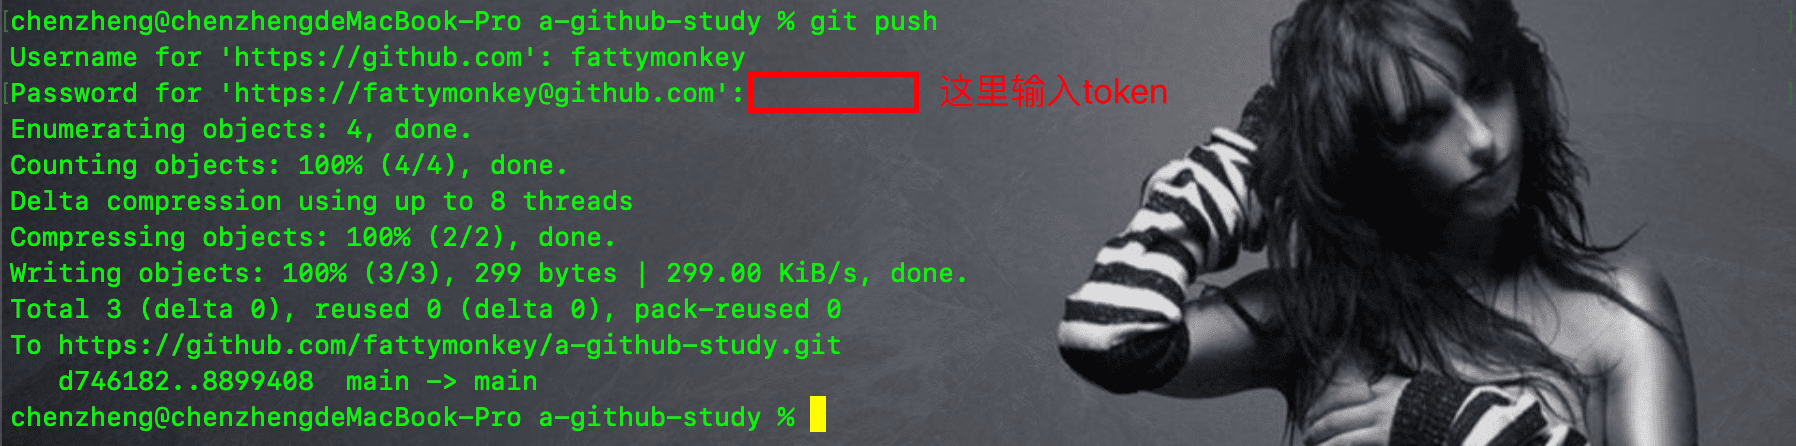 [chenzheng@chenzhengdeMacBook-Pro a-github-study % git push
Username for 'https://github.com': fattymonkey
[Password for 'https://fattymonkey@github.com': 这里输入token
Enumerating objects: 4, done.
Counting objects: 100% (4/4), done.
Delta compression using up to 8 threads
Compressing objects: 100% (2/2), done.
Writing objects: 100% (3/3), 299 bytes | 299.00 KiB/s, done.
Total 3 (delta 0), reused 0 (delta 0), pack-reused 0
To https://github.com/fattymonkey/a-github-study.git
   d746182..8899408  main -> main
chenzheng@chenzhengdeMacBook-Pro a-github-study %